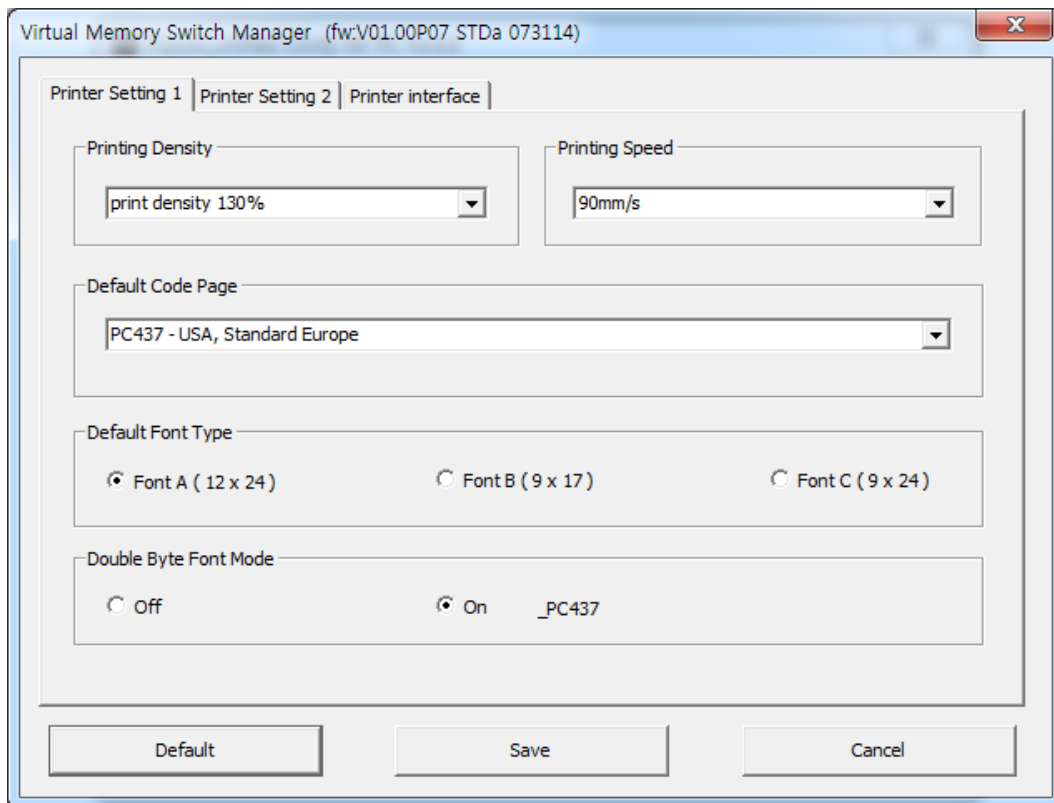 Virtual Memory Switch Manager (fw:V01.00P07 STDa 073114)
Printer Setting 1 Printer Setting 2 Printer interface
Printing Density Printing Speed
print density 130% 90mm/s
Default Code Page
PC437 - USA, Standard Europe
Default Font Type
Font A ( 12 x 24 ) Font B ( 9 x 17 ) Font C ( 9 x 24 )
Double Byte Font Mode
Off On _PC437
Default Save Cancel